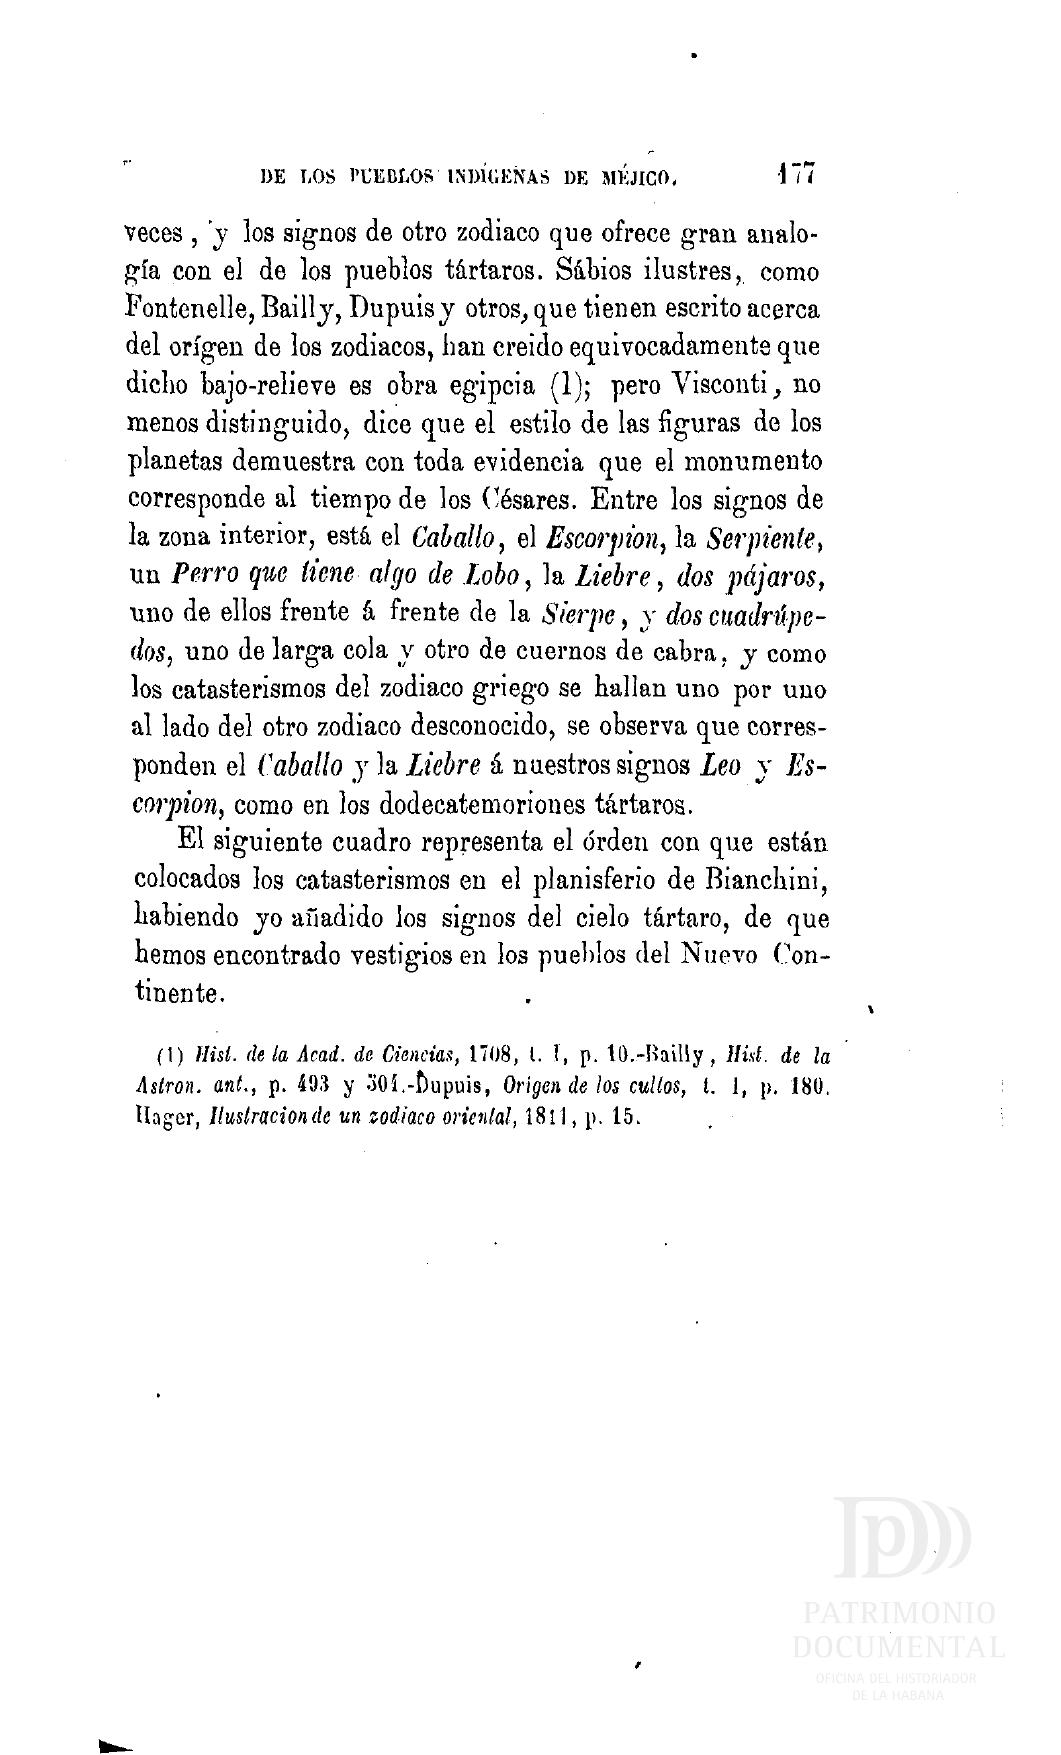 DE LOS PUEBLOS INDÍGENAS DE MÉJICO. 177
veces, y los signos de otro zodiaco que ofrece gran analo-
gía con el de los pueblos tártaros. Sábios ilustres, como
Fontenelle, Bailly, Dupuis y otros, que tienen escrito acerca
del orígen de los zodiacos, han creido equivocadamente que
dicho bajo-relieve es obra egipcia (1); pero Visconti, no
menos distinguido, dice que el estilo de las figuras de los
planetas demuestra con toda evidencia que el monumento
corresponde al tiempo de los Césares. Entre los signos de
la zona interior, está el Caballo, el Escorpion, la Serpiente,
un Perro que tiene algo de Lobo, la Liebre, dos pájaros,
uno de ellos frente á frente de la Sierpe, y dos cuadrúpe-
dos, uno de larga cola y otro de cuernos de cabra, y como
los catasterismos del zodiaco griego se hallan uno por uno
al lado del otro zodiaco desconocido, se observa que corres-
ponden el Caballo y la Liebre á nuestros signos Leo y Es-
corpion, como en los dodecatemoriones tártaros.
El siguiente cuadro representa el órden con que están
colocados los catasterismos en el planisferio de Bianchini,
habiendo yo añadido los signos del cielo tártaro, de que
hemos encontrado vestigios en los pueblos del Nuevo Con-
tinente.
(1) Hist. de la Acad. de Ciencias, 1708, t. I, p. 10.-Bailly, Hist. de la
Astron. ant., p. 493 y 504.-Dupuis, Origen de los cultos, t. I, p. 180.
Hager, Ilustracion de un zodiaco oriental, 1811, p. 15.
PATRIMONIO
DOCUMENTAL
OFICINA DEL HISTORIADOR
DE LA HABANA